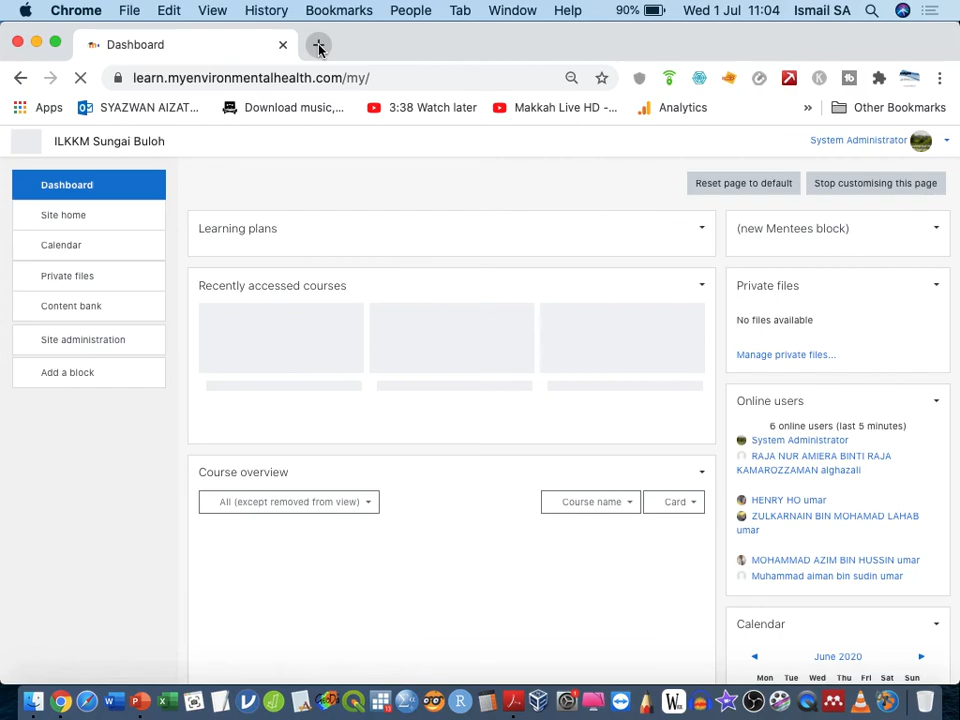 Chrome File Edit View History Bookmarks People Tab Window Help 90% Wed 1 Jul 11:04 Ismail SA
Dashboard
learn.myenvironmentalhealth.com/my/
Apps SYAZWAN AIZAT... Download music,... 3:38 Watch later Makkah Live HD -... Analytics » Other Bookmarks
ILKKM Sungai Buloh
System Administrator
Dashboard
Site home
Calendar
Private files
Content bank
Site administration
Add a block
Reset page to default
Stop customising this page
Learning plans
Recently accessed courses
Course overview
All (except removed from view)
Course name
Card
(new Mentees block)
Private files
No files available
Manage private files...
Online users
6 online users (last 5 minutes)
System Administrator
RAJA NUR AMIERA BINTI RAJA
KAMAROZZAMAN alghazali
HENRY HO umar
ZULKARNAIN BIN MOHAMAD LAHAB
umar
MOHAMMAD AZIM BIN HUSSIN umar
Muhammad aiman bin sudin umar
Calendar
◄ June 2020 ►
Mon Tue Wed Thu Fri Sat Sun